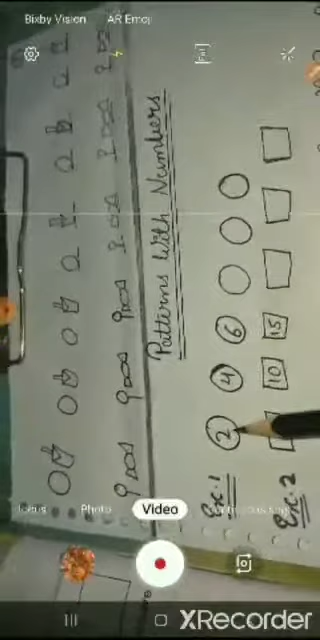 Bixby Vision AR Emoji
Patterns With Numbers
Ex:1 2 4 6
Ex:2 10 15
Photo Video
XRecorder